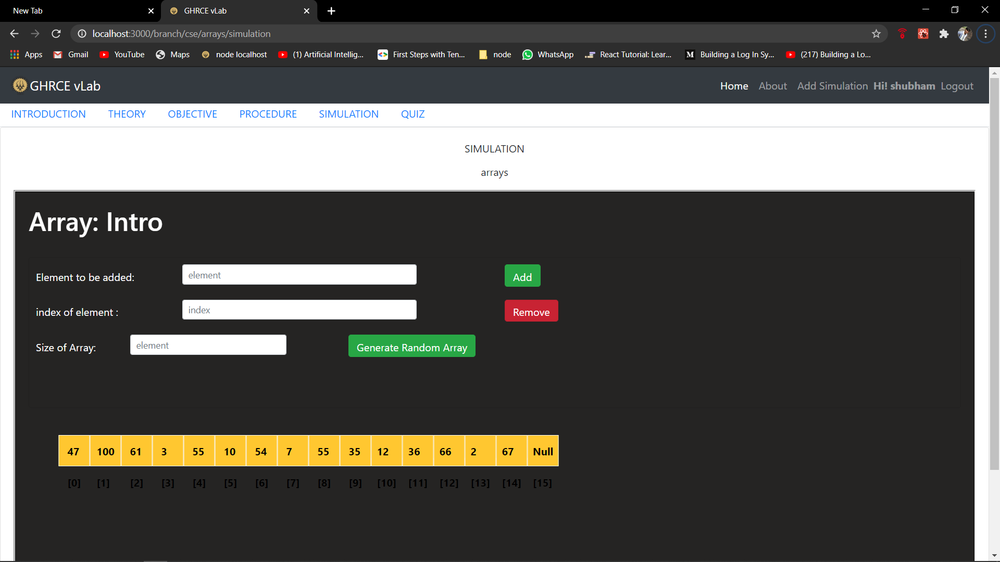 New Tab GHRCE vLab
localhost:3000/branch/cse/arrays/simulation
Apps Gmail YouTube Maps node localhost (1) Artificial Intellig... First Steps with Ten... node WhatsApp React Tutorial: Lear... M Building a Log In Sy... (217) Building a Lo...
GHRCE vLab Home About Add Simulation Hi! shubham Logout
INTRODUCTION THEORY OBJECTIVE PROCEDURE SIMULATION QUIZ
SIMULATION
arrays
Array: Intro
Element to be added: element Add
index of element : index Remove
Size of Array: element Generate Random Array
47 100 61 3 55 10 54 7 55 35 12 36 66 2 67 Null
[0] [1] [2] [3] [4] [5] [6] [7] [8] [9] [10] [11] [12] [13] [14] [15]